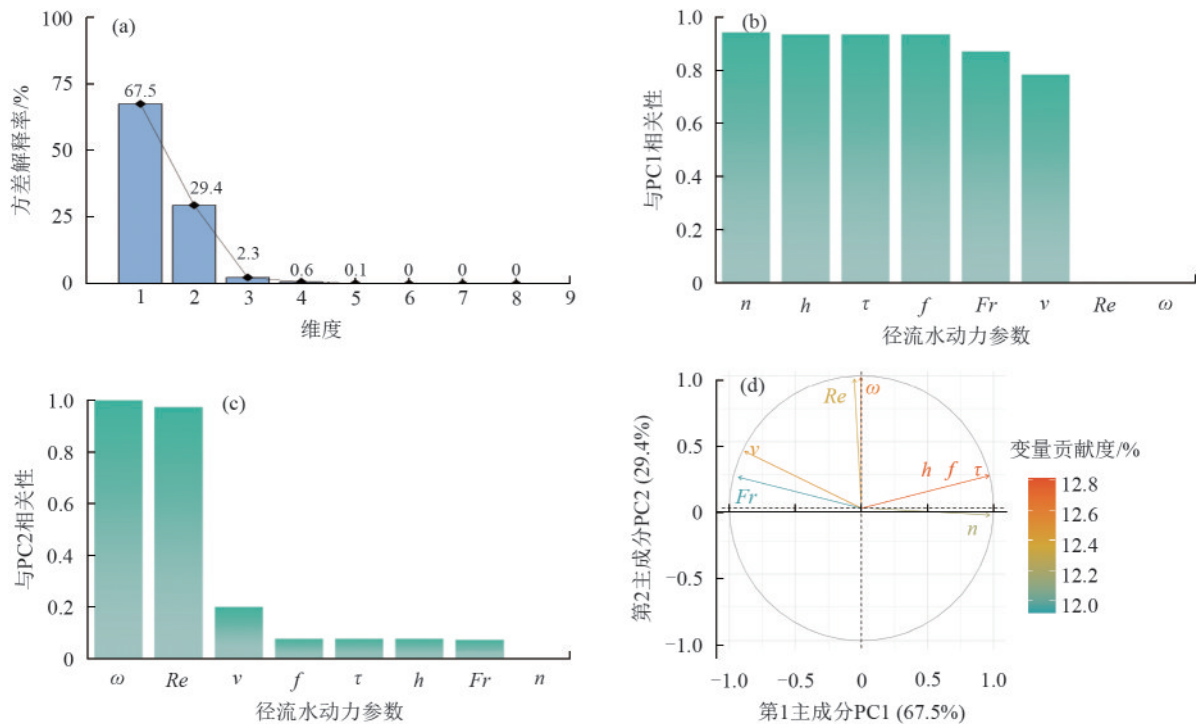 (a)
方差解释率/%
100
75
50
25
0
67.5
29.4
2.3
0.6
0.1
0
0
0
1 2 3 4 5 6 7 8 9
维度
(b)
与PC1相关性
1.0
0.8
0.6
0.4
0.2
0
n h τ f Fr v Re ω
径流水动力参数
(c)
与PC2相关性
1.0
0.8
0.6
0.4
0.2
0
ω Re v f τ h Fr n
径流水动力参数
(d)
第2主成分PC2 (29.4%)
1.0
0.5
0
−0.5
−1.0
Re ω
v
h f τ
Fr
n
−1.0 −0.5 0 0.5 1.0
第1主成分PC1 (67.5%)
变量贡献度/%
12.8
12.6
12.4
12.2
12.0